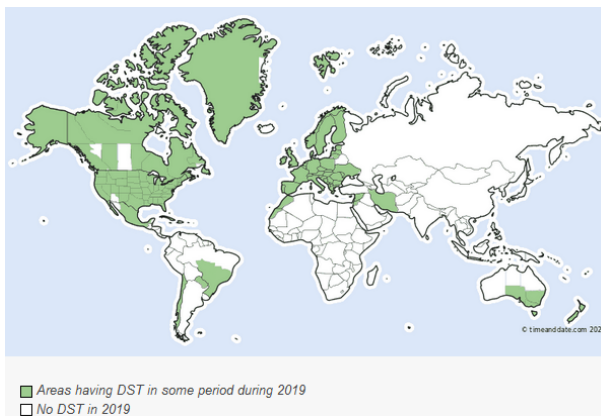 © timeanddate.com 202
Areas having DST in some period during 2019
No DST in 2019